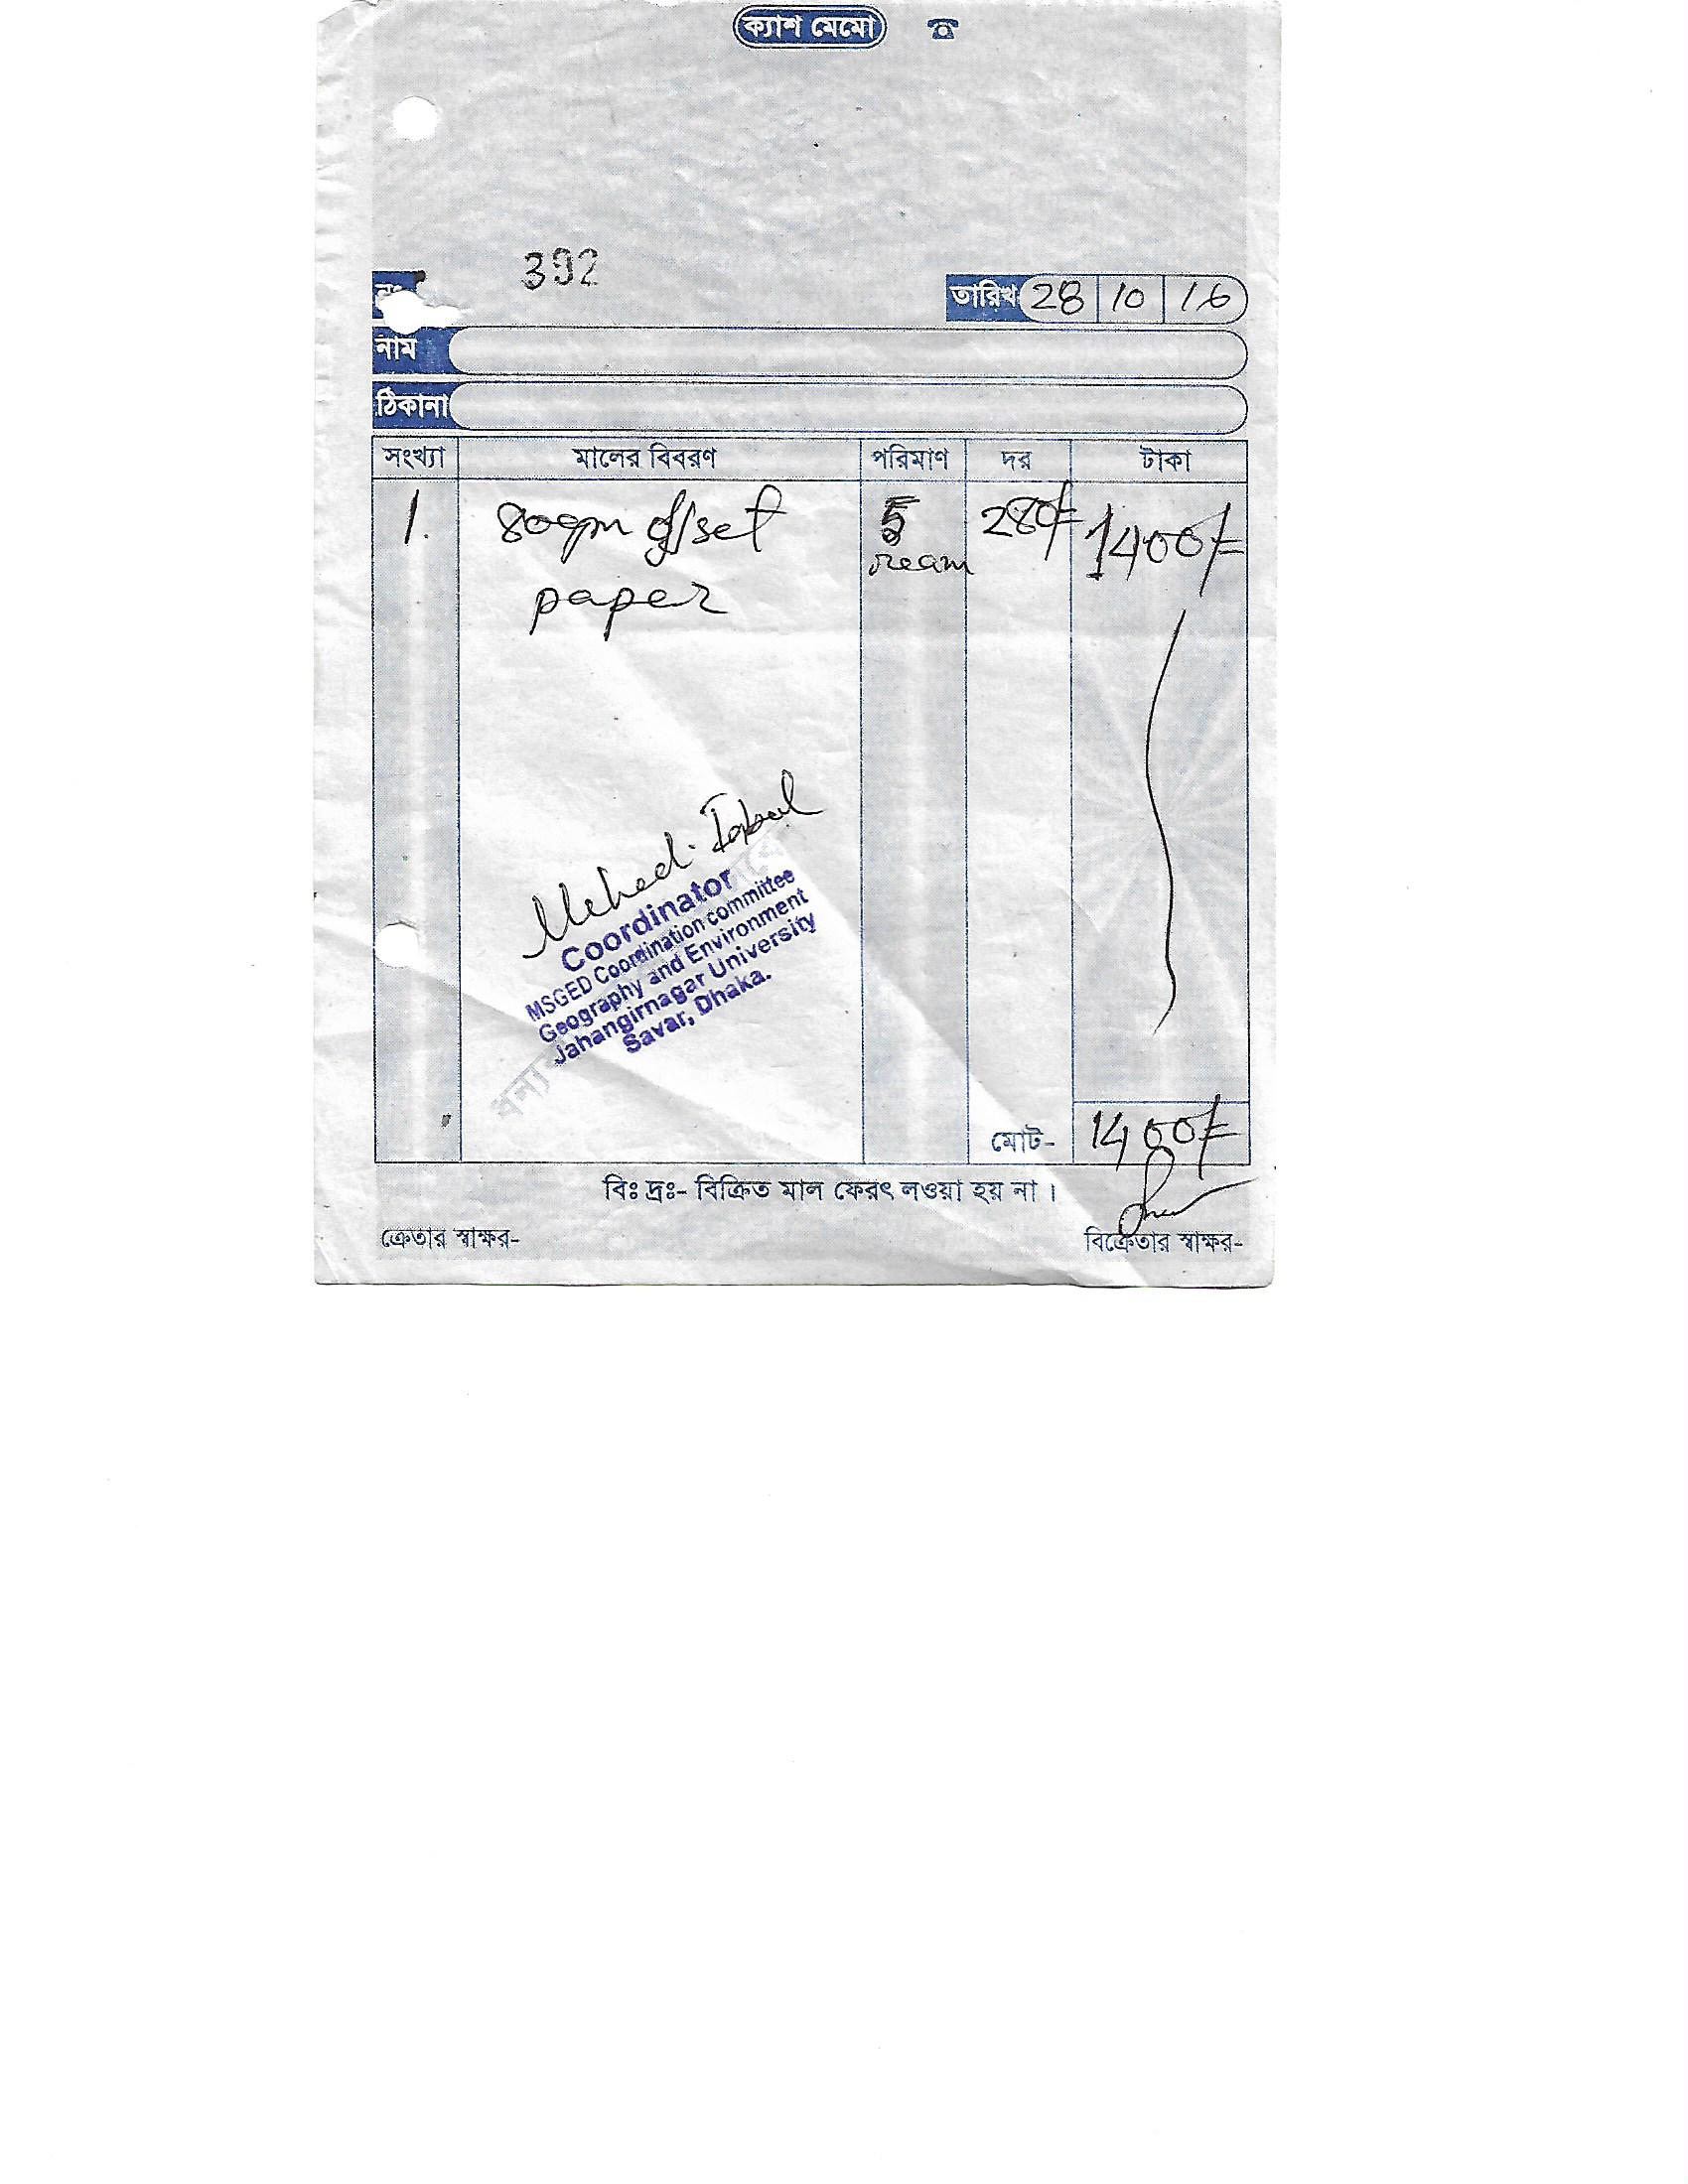 ক্যাশ মেমো
392
নং
তারিখ 28 10 16
নাম
ঠিকানা
সংখ্যা মালের বিবরণ পরিমাণ দর টাকা
1. 80gm offset paper 5 ream 280/= 1400/=
Mehedi Iqbal
Coordinator
MSGED Coordination committee
Geography and Environment
Jahangirnagar University
Savar, Dhaka.
মোট- 1400/=
বিঃ দ্রঃ- বিক্রিত মাল ফেরৎ লওয়া হয় না।
ক্রেতার স্বাক্ষর- বিক্রেতার স্বাক্ষর-